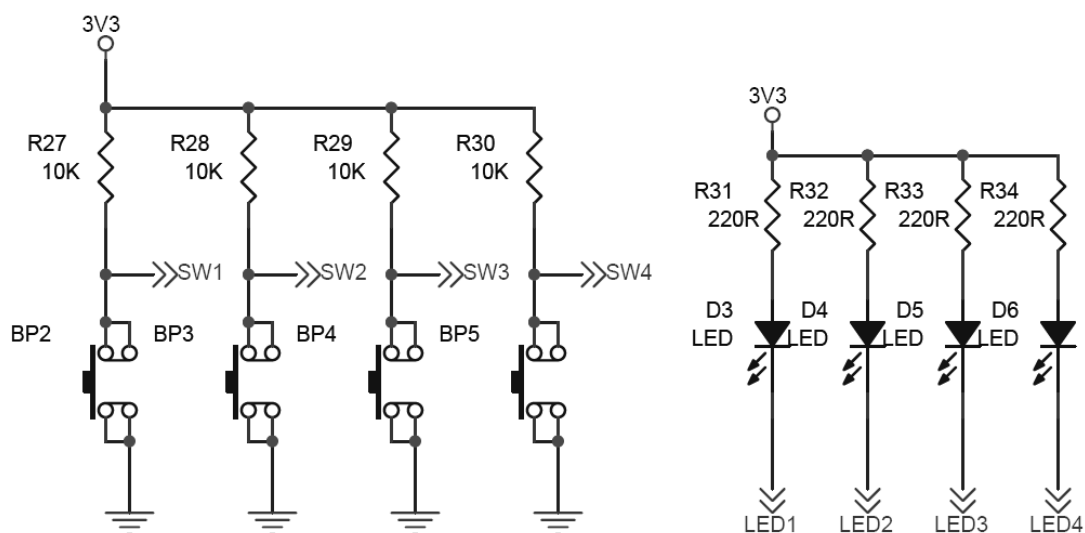 3V3
R27 R28 R29 R30
10K 10K 10K 10K
SW1 SW2 SW3 SW4
BP2 BP3 BP4 BP5
3V3
R31 R32 R33 R34
220R 220R 220R 220R
D3 D4 D5 D6
LED LED LED LED
LED1 LED2 LED3 LED4